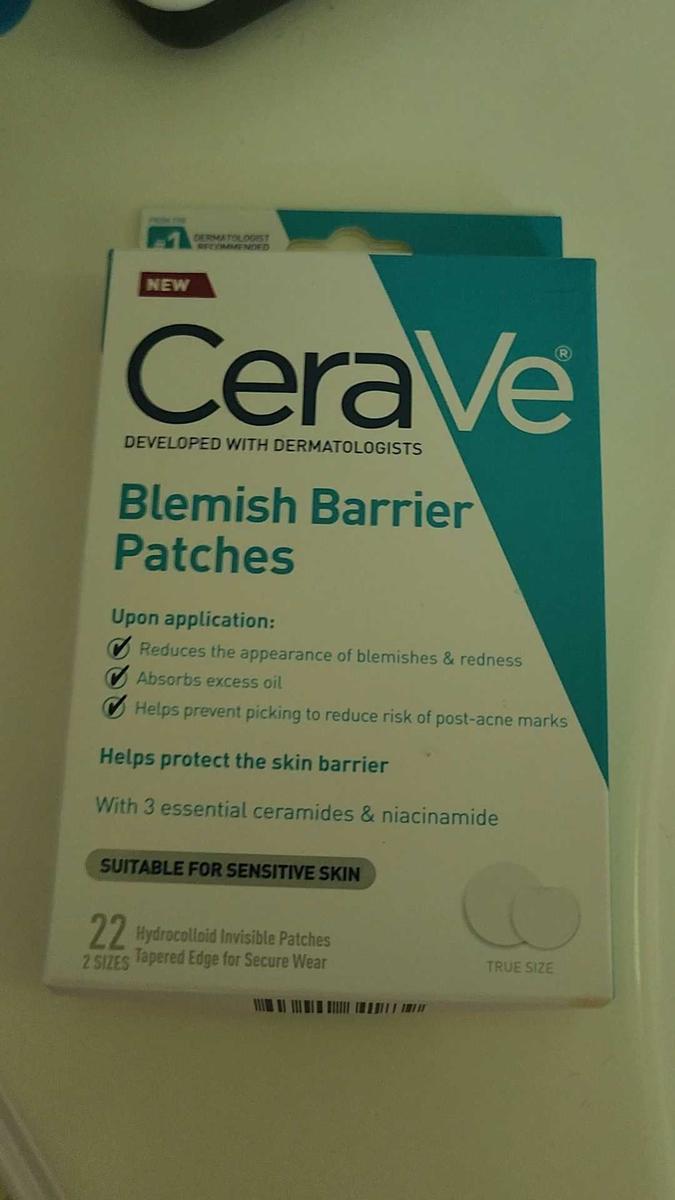 FROM THE
#1 DERMATOLOGIST
RECOMMENDED
NEW
CeraVe®
DEVELOPED WITH DERMATOLOGISTS
Blemish Barrier
Patches
Upon application:
Reduces the appearance of blemishes & redness
Absorbs excess oil
Helps prevent picking to reduce risk of post-acne marks
Helps protect the skin barrier
With 3 essential ceramides & niacinamide
SUITABLE FOR SENSITIVE SKIN
22 Hydrocolloid Invisible Patches
2 SIZES Tapered Edge for Secure Wear
TRUE SIZE